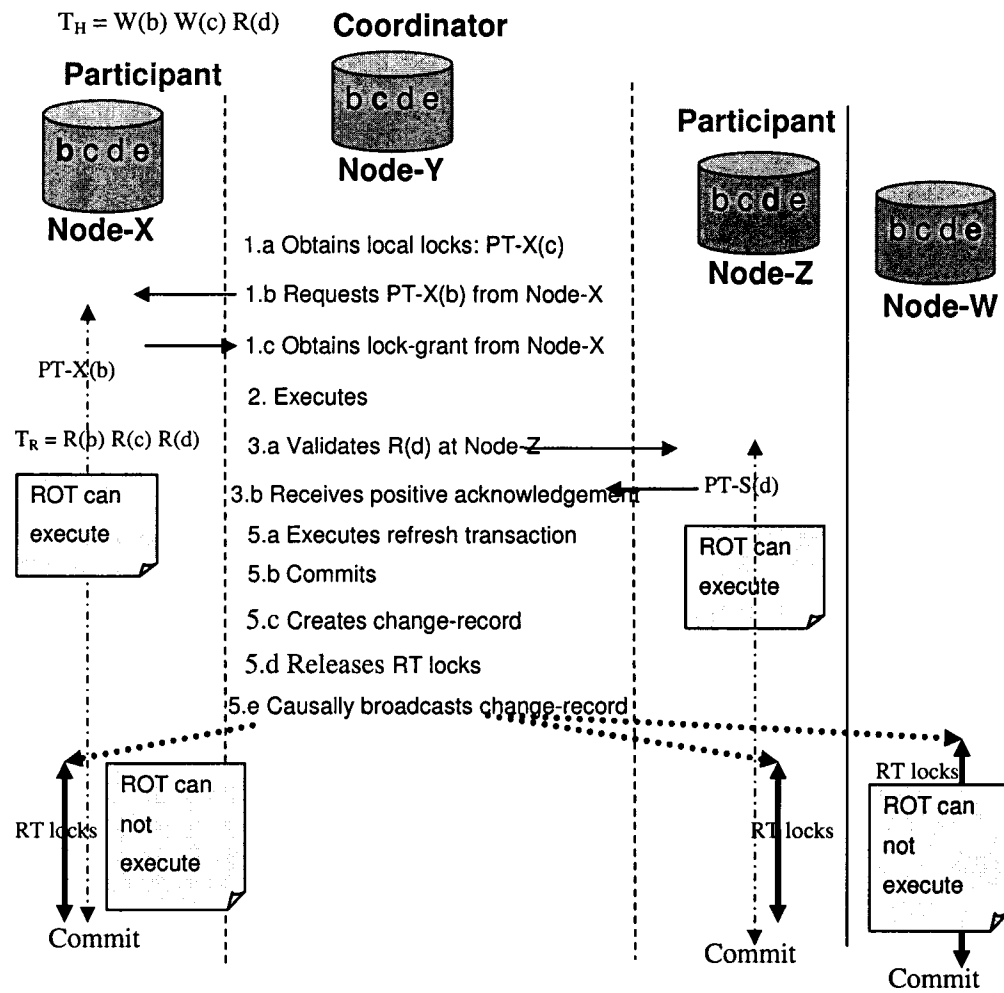 T_H = W(b) W(c) R(d)
Coordinator
b c d e
Node-Y
Participant
b c d e
Node-X
Participant
b c d e
Node-Z
b c d e
Node-W
1.a Obtains local locks: PT-X(c)
1.b Requests PT-X(b) from Node-X
1.c Obtains lock-grant from Node-X
PT-X(b)
2. Executes
T_R = R(b) R(c) R(d)
3.a Validates R(d) at Node-Z
3.b Receives positive acknowledgement
PT-S(d)
ROT can
execute
5.a Executes refresh transaction
ROT can
execute
5.b Commits
5.c Creates change-record
5.d Releases RT locks
5.e Causally broadcasts change-record
RT locks
ROT can
not
execute
RT locks
RT locks
ROT can
not
execute
Commit
Commit
Commit